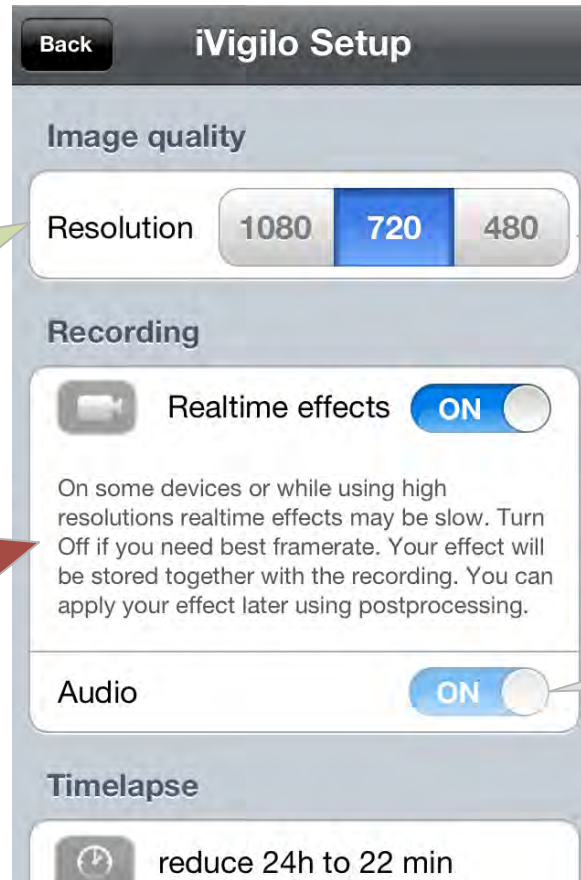 Back
iVigilo Setup
Image quality
Resolution 1080 720 480
Recording
Realtime effects ON
On some devices or while using high
resolutions realtime effects may be slow. Turn
Off if you need best framerate. Your effect will
be stored together with the recording. You can
apply your effect later using postprocessing.
Audio ON
Timelapse
reduce 24h to 22 min